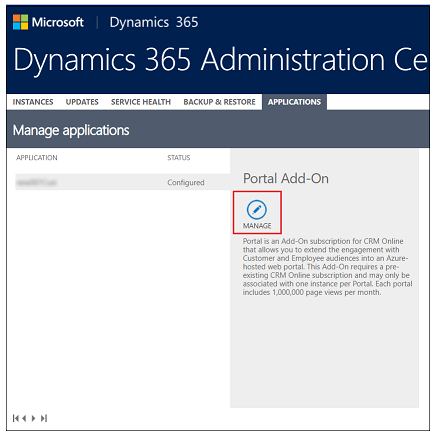 Microsoft | Dynamics 365
Dynamics 365 Administration Ce
INSTANCES UPDATES SERVICE HEALTH BACKUP & RESTORE APPLICATIONS
Manage applications
APPLICATION STATUS
Configured
Portal Add-On
MANAGE
Portal is an Add-On subscription for CRM Online
that allows you to extend the engagement with
Customer and Employee audiences into an Azure-
hosted web portal. This Add-On requires a pre-
existing CRM Online subscription and may only be
associated with one instance per Portal. Each portal
includes 1,000,000 page views per month.